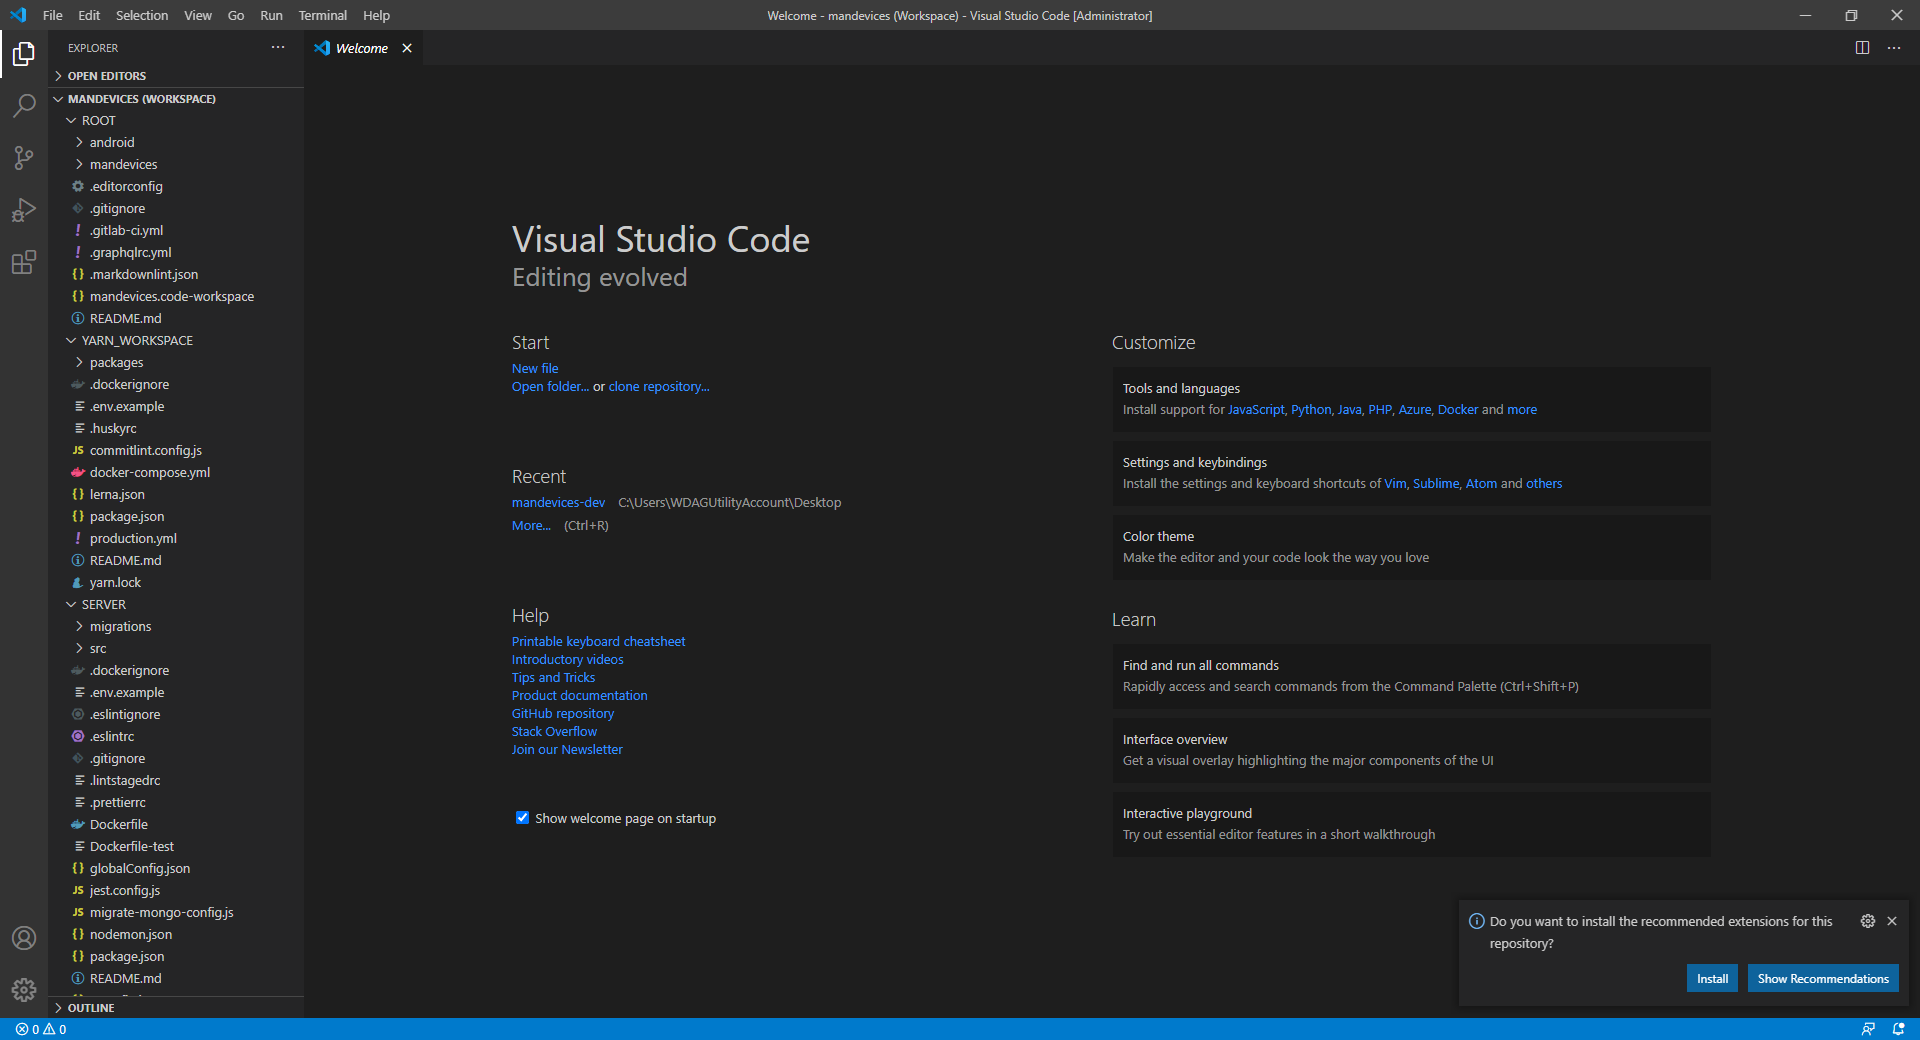 File Edit Selection View Go Run Terminal Help
Welcome - mandevices (Workspace) - Visual Studio Code [Administrator]
EXPLORER
OPEN EDITORS
MANDEVICES (WORKSPACE)
ROOT
android
mandevices
.editorconfig
.gitignore
.gitlab-ci.yml
.graphqlrc.yml
.markdownlint.json
mandevices.code-workspace
README.md
YARN_WORKSPACE
packages
.dockerignore
.env.example
.huskyrc
commitlint.config.js
docker-compose.yml
lerna.json
package.json
production.yml
README.md
yarn.lock
SERVER
migrations
src
.dockerignore
.env.example
.eslintignore
.eslintrc
.gitignore
.lintstagedrc
.prettierrc
Dockerfile
Dockerfile-test
globalConfig.json
jest.config.js
migrate-mongo-config.js
nodemon.json
package.json
README.md
OUTLINE
Welcome
Visual Studio Code
Editing evolved
Start
New file
Open folder... or clone repository...
Recent
mandevices-dev C:\Users\WDAGUtilityAccount\Desktop
More... (Ctrl+R)
Help
Printable keyboard cheatsheet
Introductory videos
Tips and Tricks
Product documentation
GitHub repository
Stack Overflow
Join our Newsletter
Show welcome page on startup
Customize
Tools and languages
Install support for JavaScript, Python, Java, PHP, Azure, Docker and more
Settings and keybindings
Install the settings and keyboard shortcuts of Vim, Sublime, Atom and others
Color theme
Make the editor and your code look the way you love
Learn
Find and run all commands
Rapidly access and search commands from the Command Palette (Ctrl+Shift+P)
Interface overview
Get a visual overlay highlighting the major components of the UI
Interactive playground
Try out essential editor features in a short walkthrough
Do you want to install the recommended extensions for this
repository?
Install
Show Recommendations
0 0